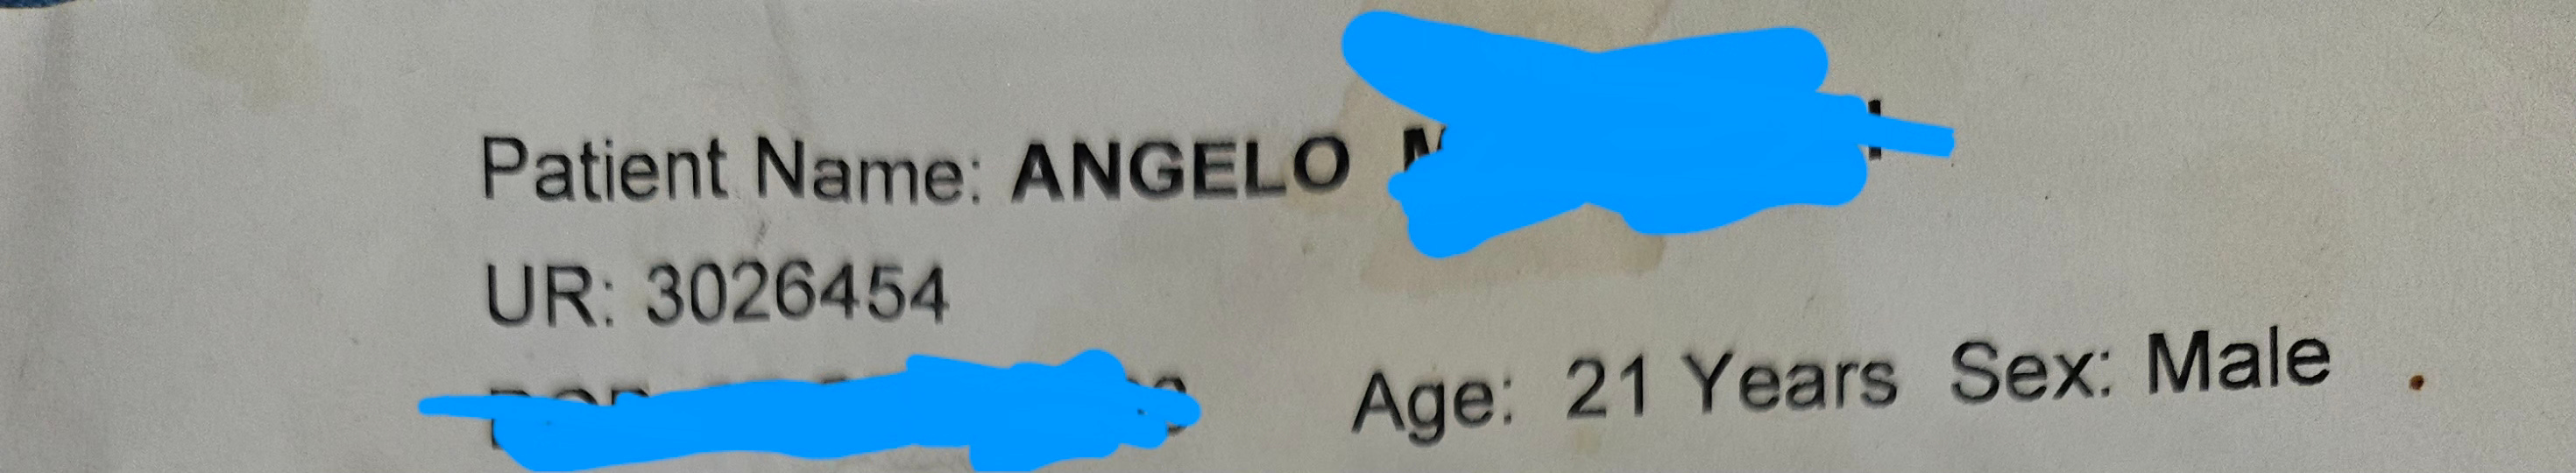 Patient Name: ANGELO
UR: 3026454
Age: 21 Years Sex: Male